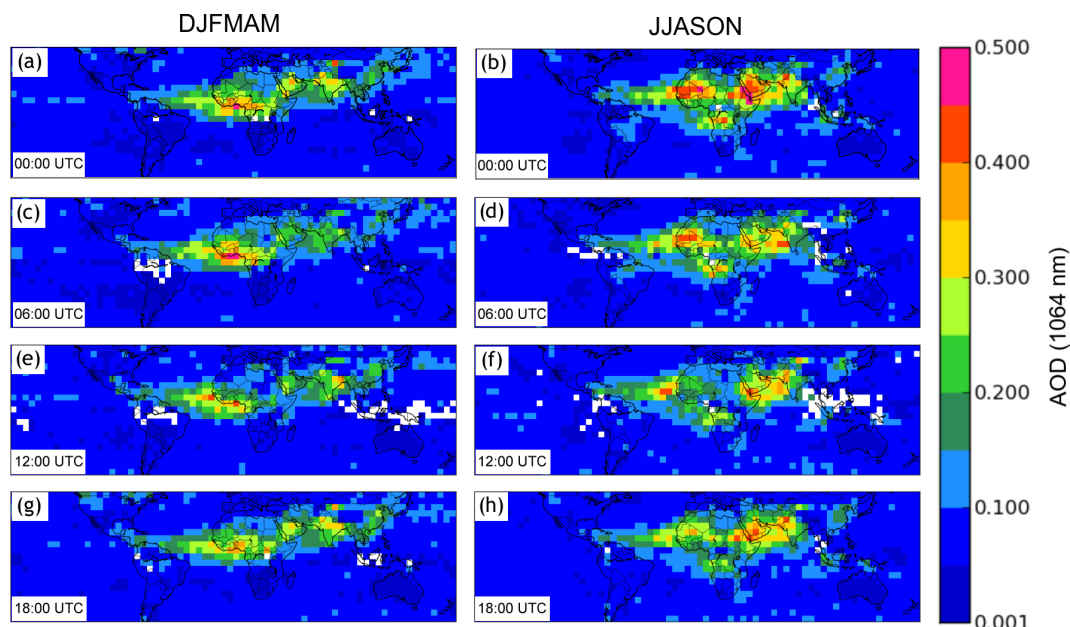 DJFMAM
JJASON
(a)
00:00 UTC
(b)
00:00 UTC
(c)
06:00 UTC
(d)
06:00 UTC
(e)
12:00 UTC
(f)
12:00 UTC
(g)
18:00 UTC
(h)
18:00 UTC
0.500
0.400
0.300
0.200
0.100
0.001
AOD (1064 nm)